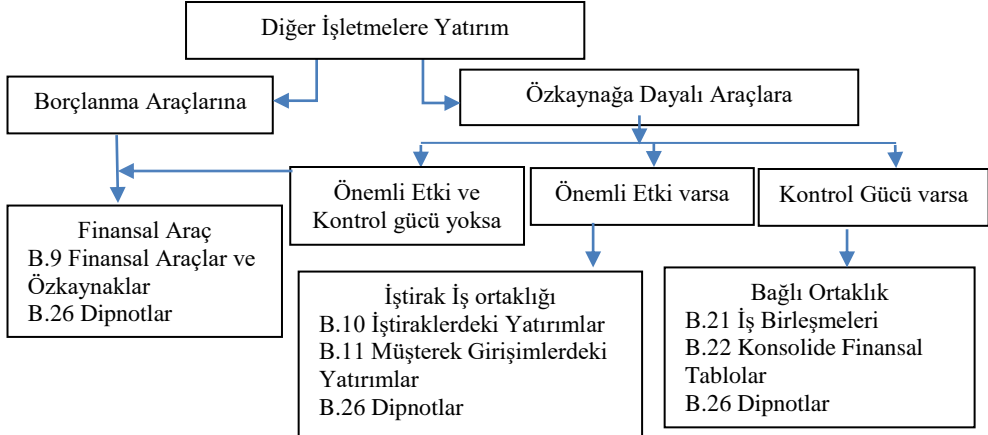 Diğer İşletmelere Yatırım
Borçlanma Araçlarına
Özkaynağa Dayalı Araçlara
Önemli Etki ve
Kontrol gücü yoksa
Önemli Etki varsa
Kontrol Gücü varsa
Finansal Araç
B.9 Finansal Araçlar ve
Özkaynaklar
B.26 Dipnotlar
İştirak İş ortaklığı
B.10 İştiraklerdeki Yatırımlar
B.11 Müşterek Girişimlerdeki
Yatırımlar
B.26 Dipnotlar
Bağlı Ortaklık
B.21 İş Birleşmeleri
B.22 Konsolide Finansal
Tablolar
B.26 Dipnotlar